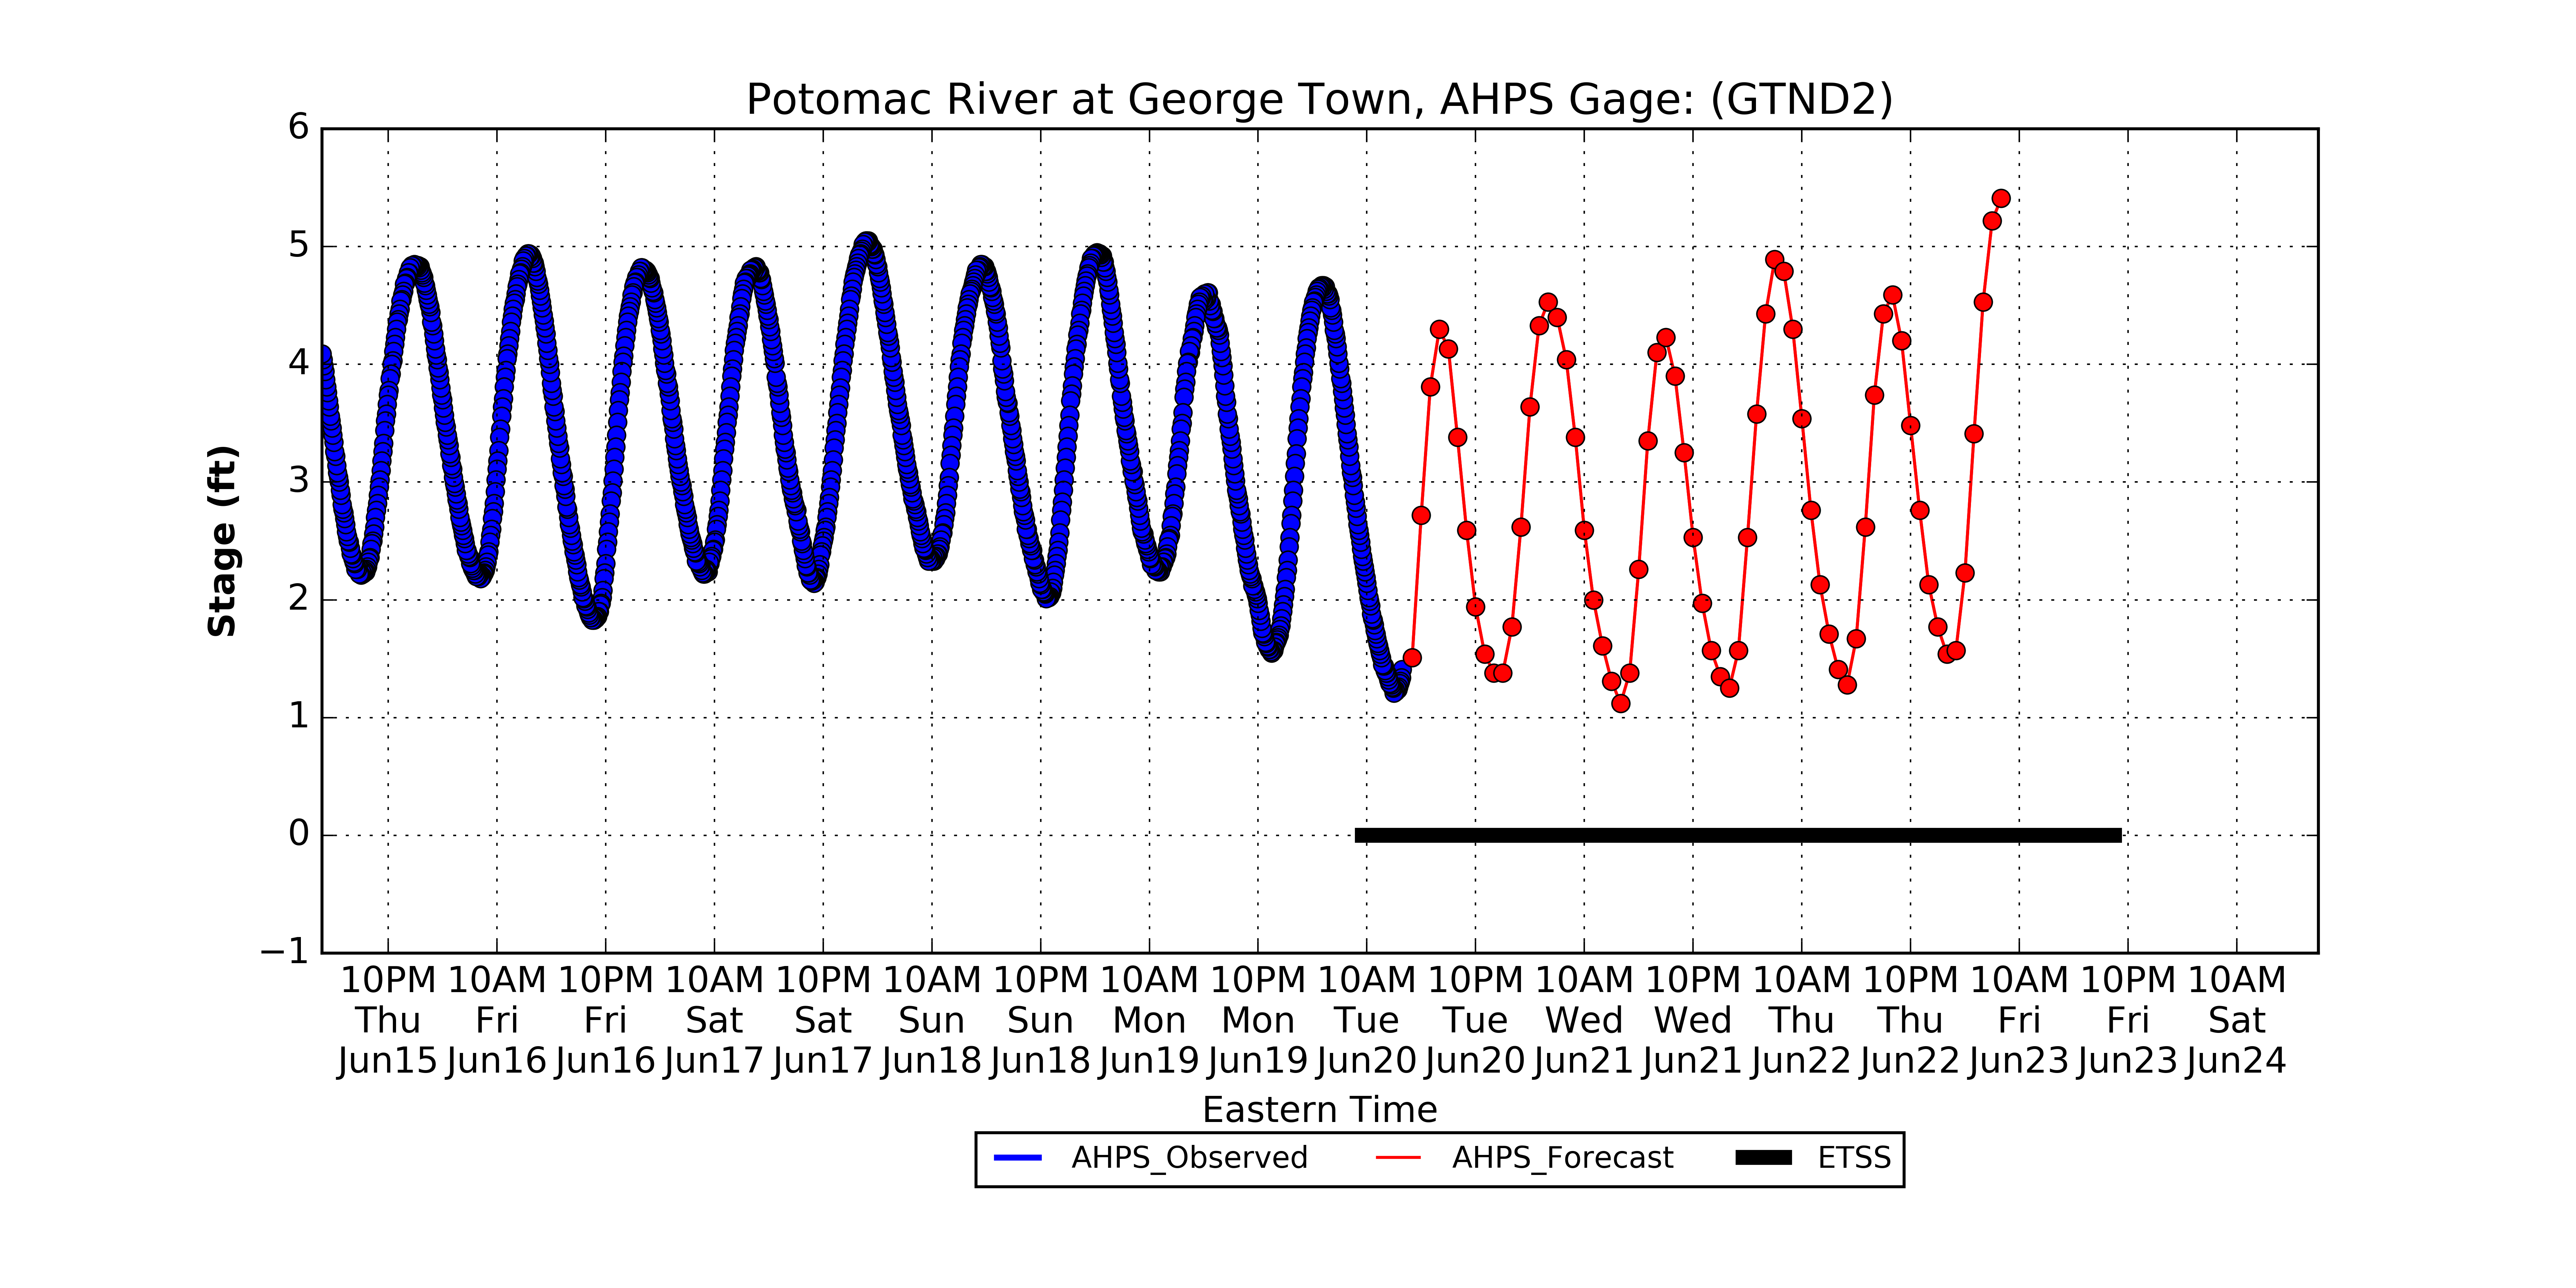 Potomac River at George Town, AHPS Gage: (GTND2)
6
5
4
3
2
1
0
−1
Stage (ft)
10PM 10AM 10PM 10AM 10PM 10AM 10PM 10AM 10PM 10AM 10PM 10AM 10PM 10AM 10PM 10AM 10PM 10AM
Thu Fri Fri Sat Sat Sun Sun Mon Mon Tue Tue Wed Wed Thu Thu Fri Fri Sat
Jun15 Jun16 Jun16 Jun17 Jun17 Jun18 Jun18 Jun19 Jun19 Jun20 Jun20 Jun21 Jun21 Jun22 Jun22 Jun23 Jun23 Jun24
Eastern Time
AHPS_Observed AHPS_Forecast ETSS